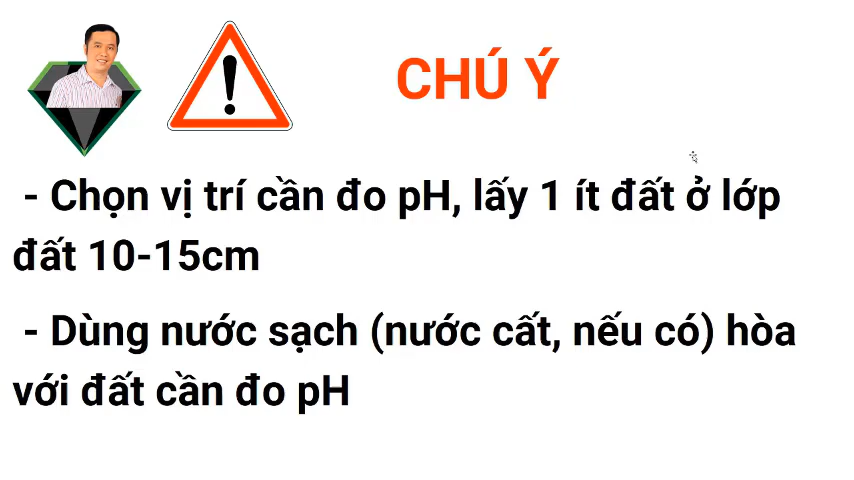 CHÚ Ý
- Chọn vị trí cần đo pH, lấy 1 ít đất ở lớp
đất 10-15cm
- Dùng nước sạch (nước cất, nếu có) hòa
với đất cần đo pH